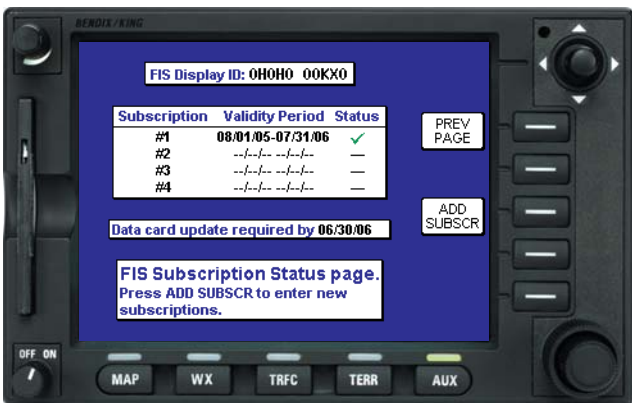 BENDIX/KING
FIS Display ID: 0H0H0 00KX0
Subscription Validity Period Status
#1 08/01/05-07/31/06 ✓
#2 --/--/-- --/--/-- —
#3 --/--/-- --/--/-- —
#4 --/--/-- --/--/-- —
PREV
PAGE
ADD
SUBSCR
Data card update required by 06/30/06
FIS Subscription Status page.
Press ADD SUBSCR to enter new
subscriptions.
OFF ON
MAP WX TRFC TERR AUX